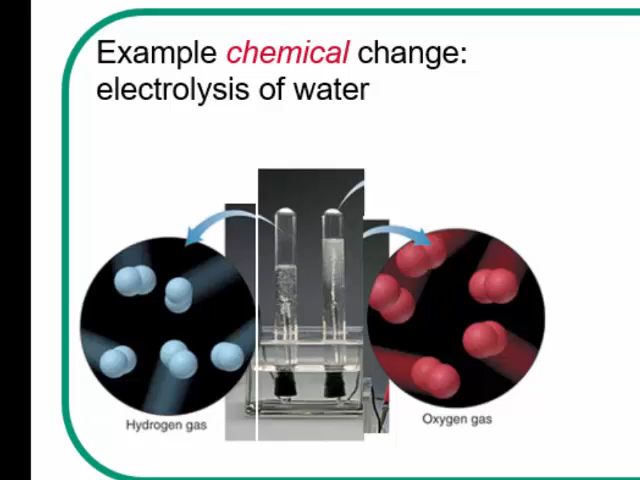 Example chemical change:
electrolysis of water
Hydrogen gas
Oxygen gas